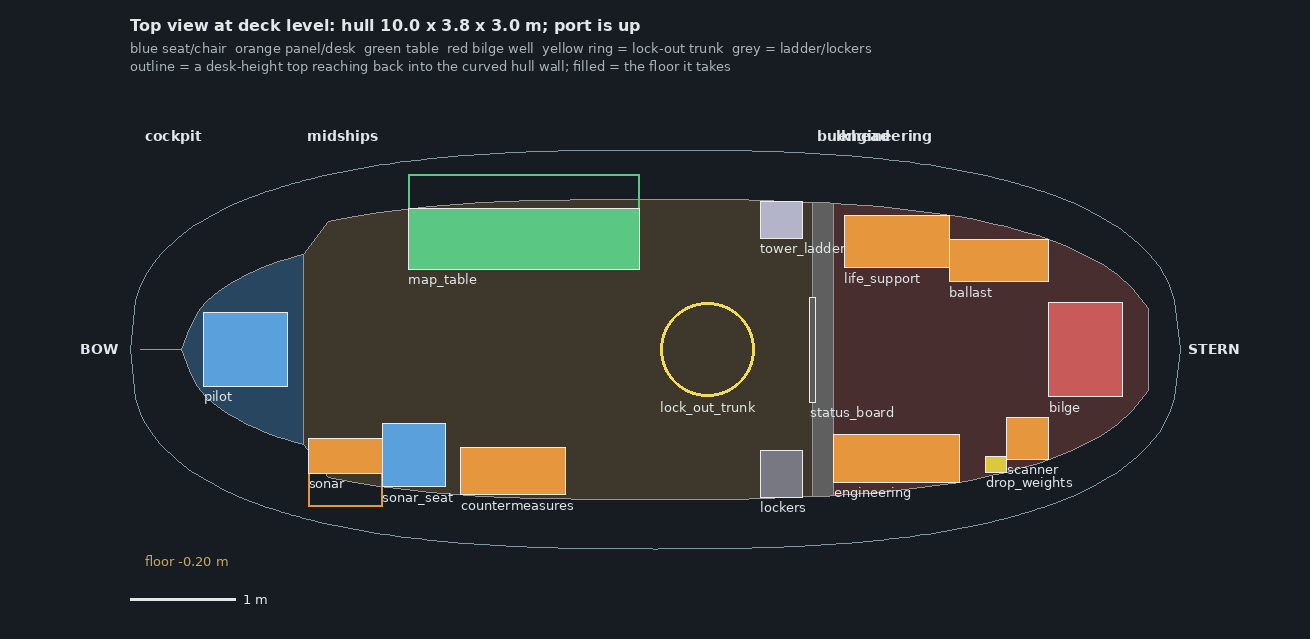 Top view at deck level: hull 10.0 x 3.8 x 3.0 m; port is up
blue seat/chair  orange panel/desk  green table  red bilge well  yellow ring = lock-out trunk  grey = ladder/lockers
outline = a desk-height top reaching back into the curved hull wall; filled = the floor it takes
cockpit
midships
engineering
tower_ladder
map_table
life_support
ballast
BOW
STERN
pilot
lock_out_trunk
status_board
bilge
sonar
sonar_seat
countermeasures
lockers
engineering
scanner
drop_weights
floor -0.20 m
1 m